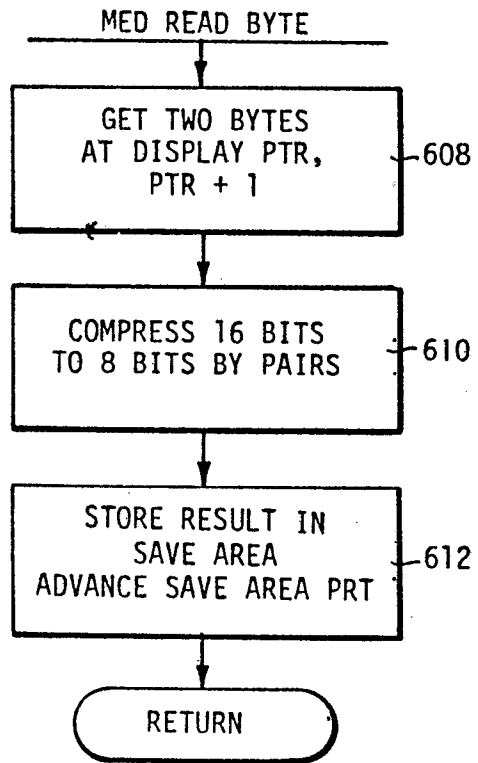 MED READ BYTE
GET TWO BYTES
AT DISPLAY PTR,
PTR + 1
608
COMPRESS 16 BITS
TO 8 BITS BY PAIRS
610
STORE RESULT IN
SAVE AREA
ADVANCE SAVE AREA PRT
612
RETURN